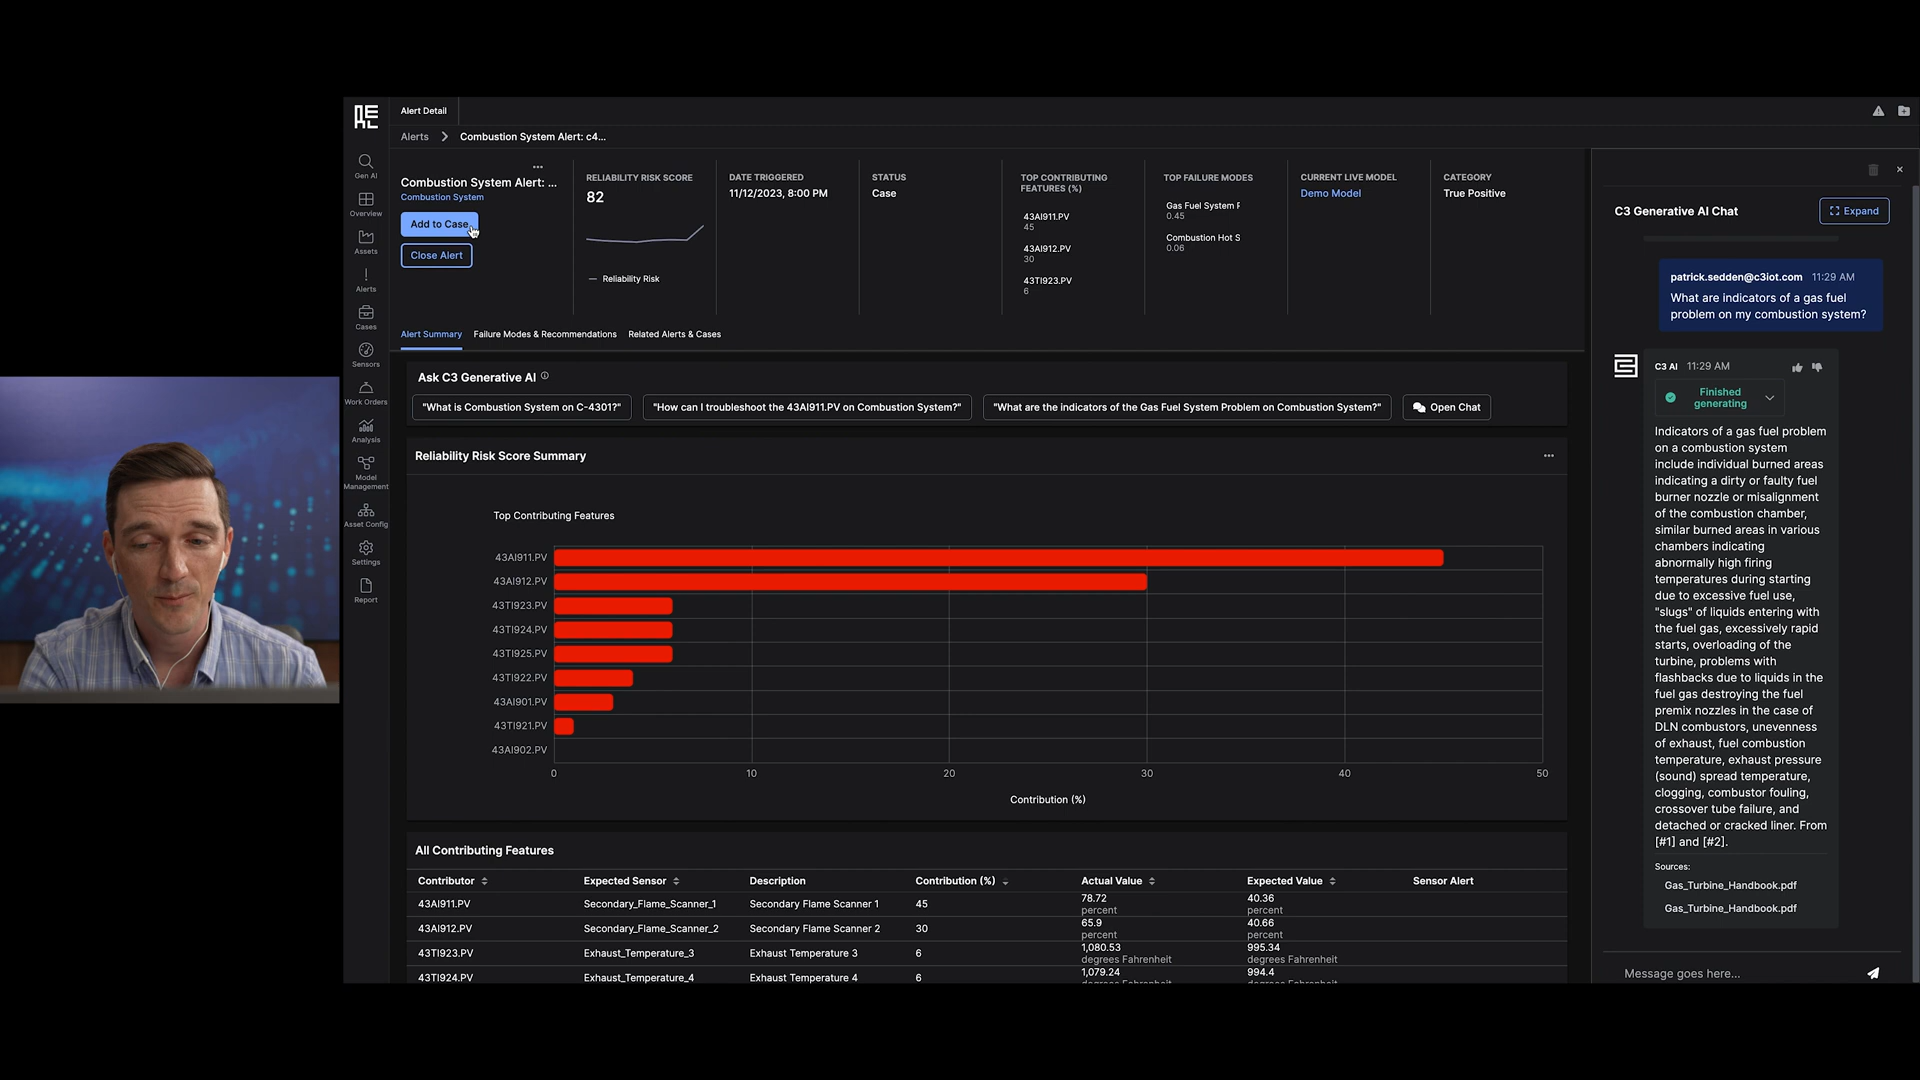 Alert Detail
Alerts
Combustion System Alert: c4...
Gen AI
Overview
Assets
Alerts
Cases
Sensors
Work Orders
Analysis
Model
Management
Asset Config
Settings
Report
Combustion System Alert: ...
Combustion System
Add to Case
Close Alert
RELIABILITY RISK SCORE
82
Reliability Risk
DATE TRIGGERED
11/12/2023, 8:00 PM
STATUS
Case
TOP CONTRIBUTING
FEATURES (%)
43AI911.PV
45
43AI912.PV
30
43TI923.PV
6
TOP FAILURE MODES
Gas Fuel System F
0.45
Combustion Hot S
0.06
CURRENT LIVE MODEL
Demo Model
CATEGORY
True Positive
Alert Summary
Failure Modes & Recommendations
Related Alerts & Cases
Ask C3 Generative AI
"What is Combustion System on C-4301?"
"How can I troubleshoot the 43AI911.PV on Combustion System?"
"What are the indicators of the Gas Fuel System Problem on Combustion System?"
Open Chat
Reliability Risk Score Summary
Top Contributing Features
43AI911.PV
43AI912.PV
43TI923.PV
43TI924.PV
43TI925.PV
43TI922.PV
43AI901.PV
43TI921.PV
43AI902.PV
0 10 20 30 40 50
Contribution (%)
All Contributing Features
Contributor Expected Sensor Description Contribution (%) Actual Value Expected Value Sensor Alert
43AI911.PV Secondary_Flame_Scanner_1 Secondary Flame Scanner 1 45 78.72 percent 40.36 percent
43AI912.PV Secondary_Flame_Scanner_2 Secondary Flame Scanner 2 30 65.9 percent 40.66 percent
43TI923.PV Exhaust_Temperature_3 Exhaust Temperature 3 6 1,080.53 degrees Fahrenheit 995.34 degrees Fahrenheit
43TI924.PV Exhaust_Temperature_4 Exhaust Temperature 4 6 1,079.24 degrees Fahrenheit 994.4 degrees Fahrenheit
C3 Generative AI Chat
Expand
patrick.sedden@c3iot.com 11:29 AM
What are indicators of a gas fuel
problem on my combustion system?
C3 AI 11:29 AM
Finished
generating
Indicators of a gas fuel problem
on a combustion system
include individual burned areas
indicating a dirty or faulty fuel
burner nozzle or misalignment
of the combustion chamber,
similar burned areas in various
chambers indicating
abnormally high firing
temperatures during starting
due to excessive fuel use,
"slugs" of liquids entering with
the fuel gas, excessively rapid
starts, overloading of the
turbine, problems with
flashbacks due to liquids in the
fuel gas destroying the fuel
premix nozzles in the case of
DLN combustors, unevenness
of exhaust, fuel combustion
temperature, exhaust pressure
(sound) spread temperature,
clogging, combustor fouling,
crossover tube failure, and
detached or cracked liner. From
[#1] and [#2].
Sources:
Gas_Turbine_Handbook.pdf
Gas_Turbine_Handbook.pdf
Message goes here...